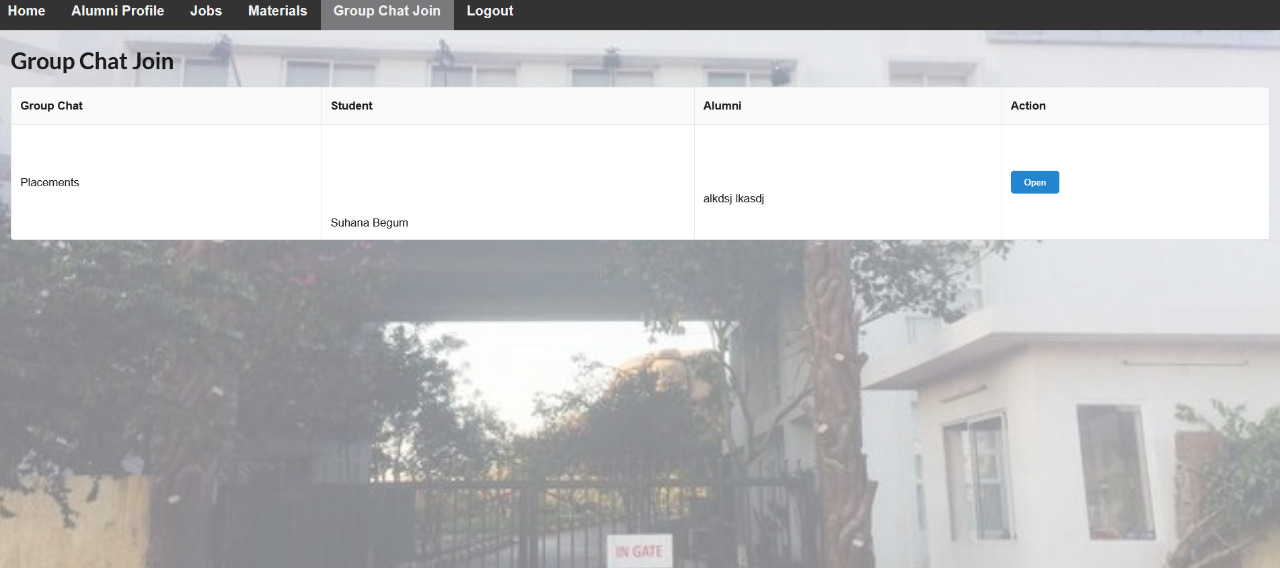 Home Alumni Profile Jobs Materials Group Chat Join Logout
Group Chat Join
Group Chat Student Alumni Action
Placements Suhana Begum alkdsj lkasdj Open
IN GATE